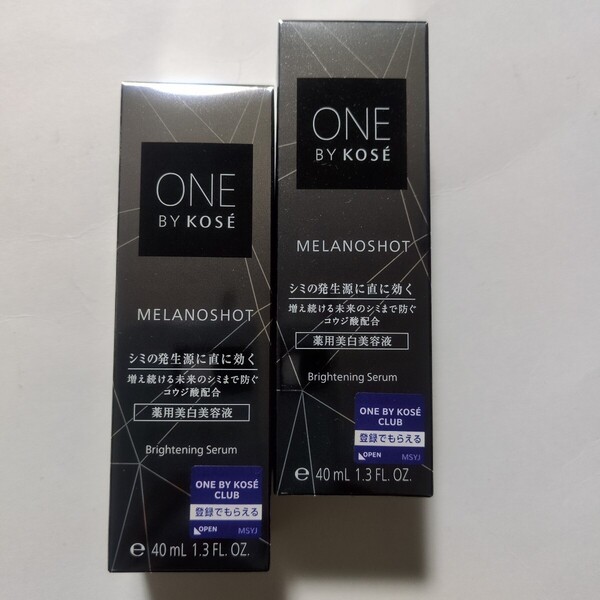 ONE
BY KOSÉ
MELANOSHOT
シミの発生源に直に効く
増え続ける未来のシミまで防ぐ
コウジ酸配合
薬用美白美容液
Brightening Serum
ONE BY KOSÉ
CLUB
登録でもらえる
OPEN MSYJ
℮ 40 mL 1.3 FL. OZ.
ONE
BY KOSÉ
MELANOSHOT
シミの発生源に直に効く
増え続ける未来のシミまで防ぐ
コウジ酸配合
薬用美白美容液
Brightening Serum
ONE BY KOSÉ
CLUB
登録でもらえる
OPEN MSYJ
℮ 40 mL 1.3 FL. OZ.